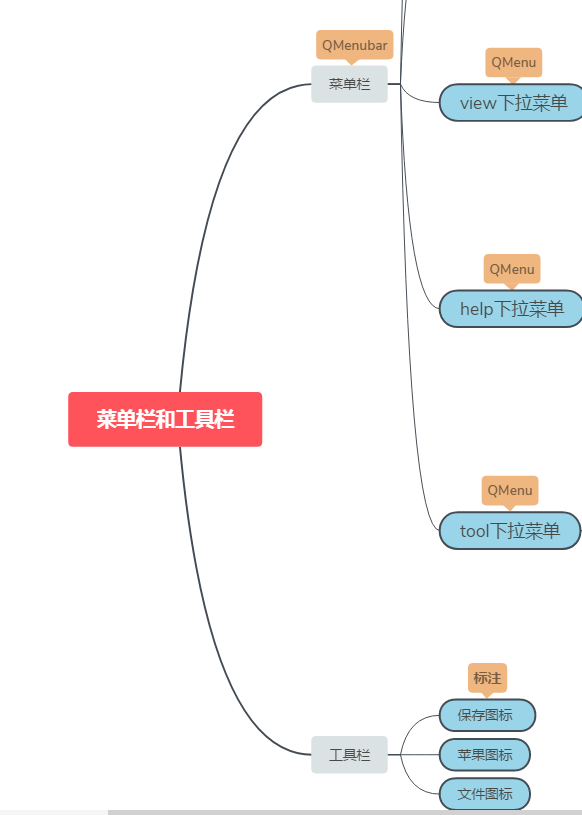 QMenubar
菜单栏
QMenu
view下拉菜单
QMenu
help下拉菜单
菜单栏和工具栏
QMenu
tool下拉菜单
标注
保存图标
工具栏
苹果图标
文件图标